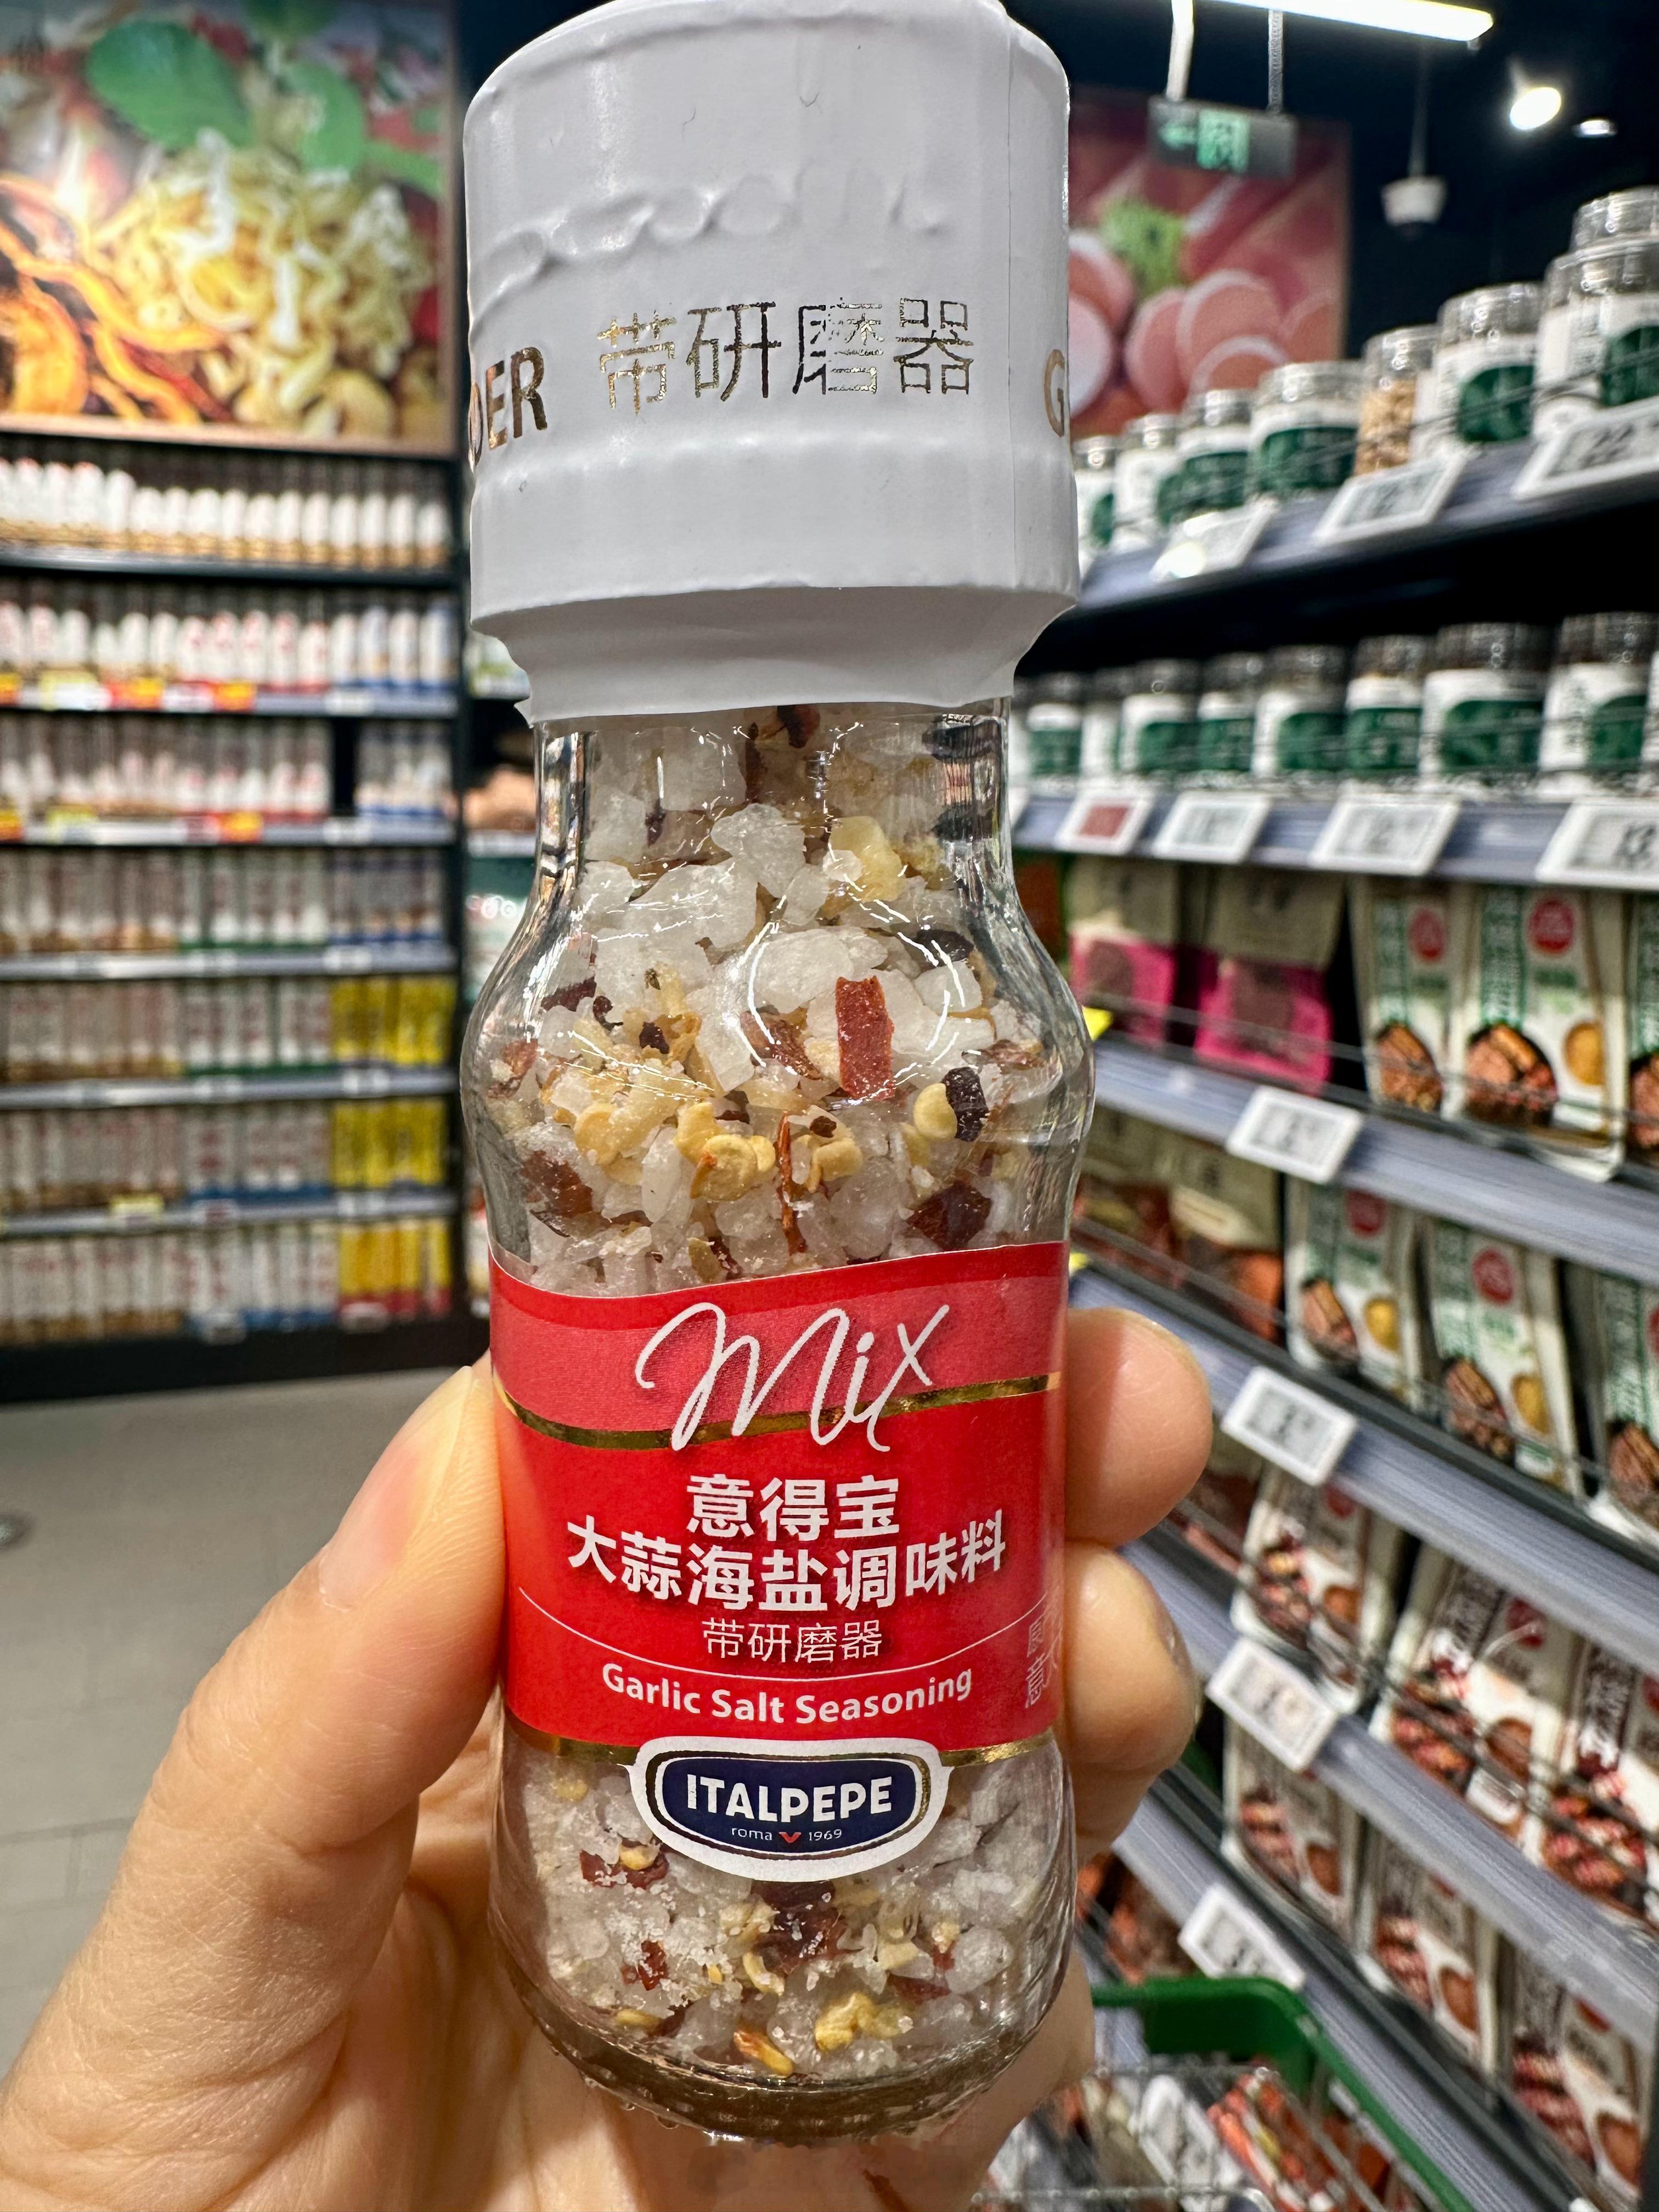 DER 带研磨器 G
Mix
意得宝
大蒜海盐调味料
带研磨器
Garlic Salt Seasoning
ITALPEPE
roma 1969